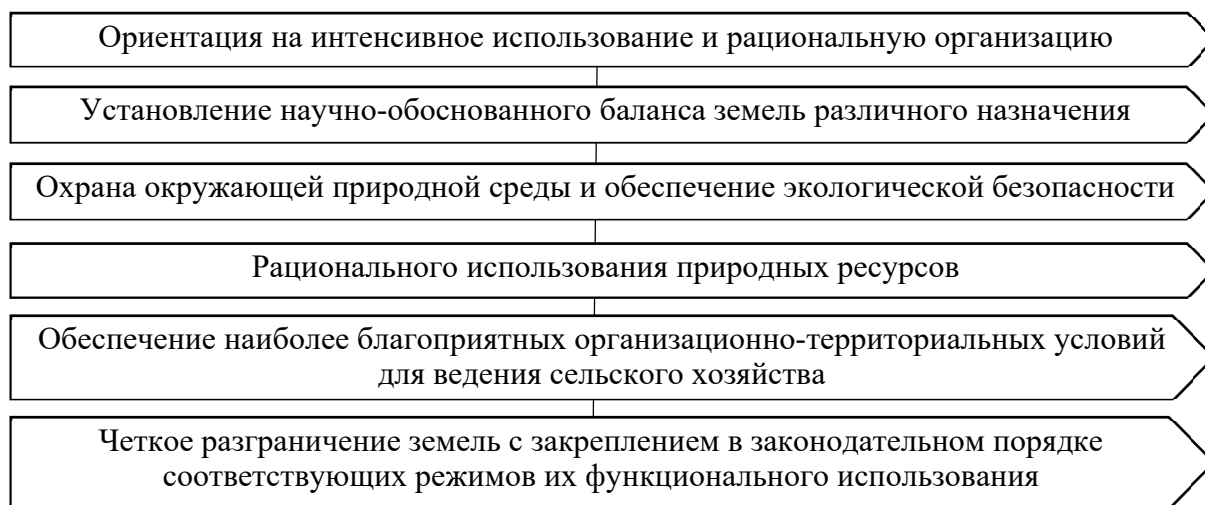 Ориентация на интенсивное использование и рациональную организацию
Установление научно-обоснованного баланса земель различного назначения
Охрана окружающей природной среды и обеспечение экологической безопасности
Рационального использования природных ресурсов
Обеспечение наиболее благоприятных организационно-территориальных условий
для ведения сельского хозяйства
Четкое разграничение земель с закреплением в законодательном порядке
соответствующих режимов их функционального использования